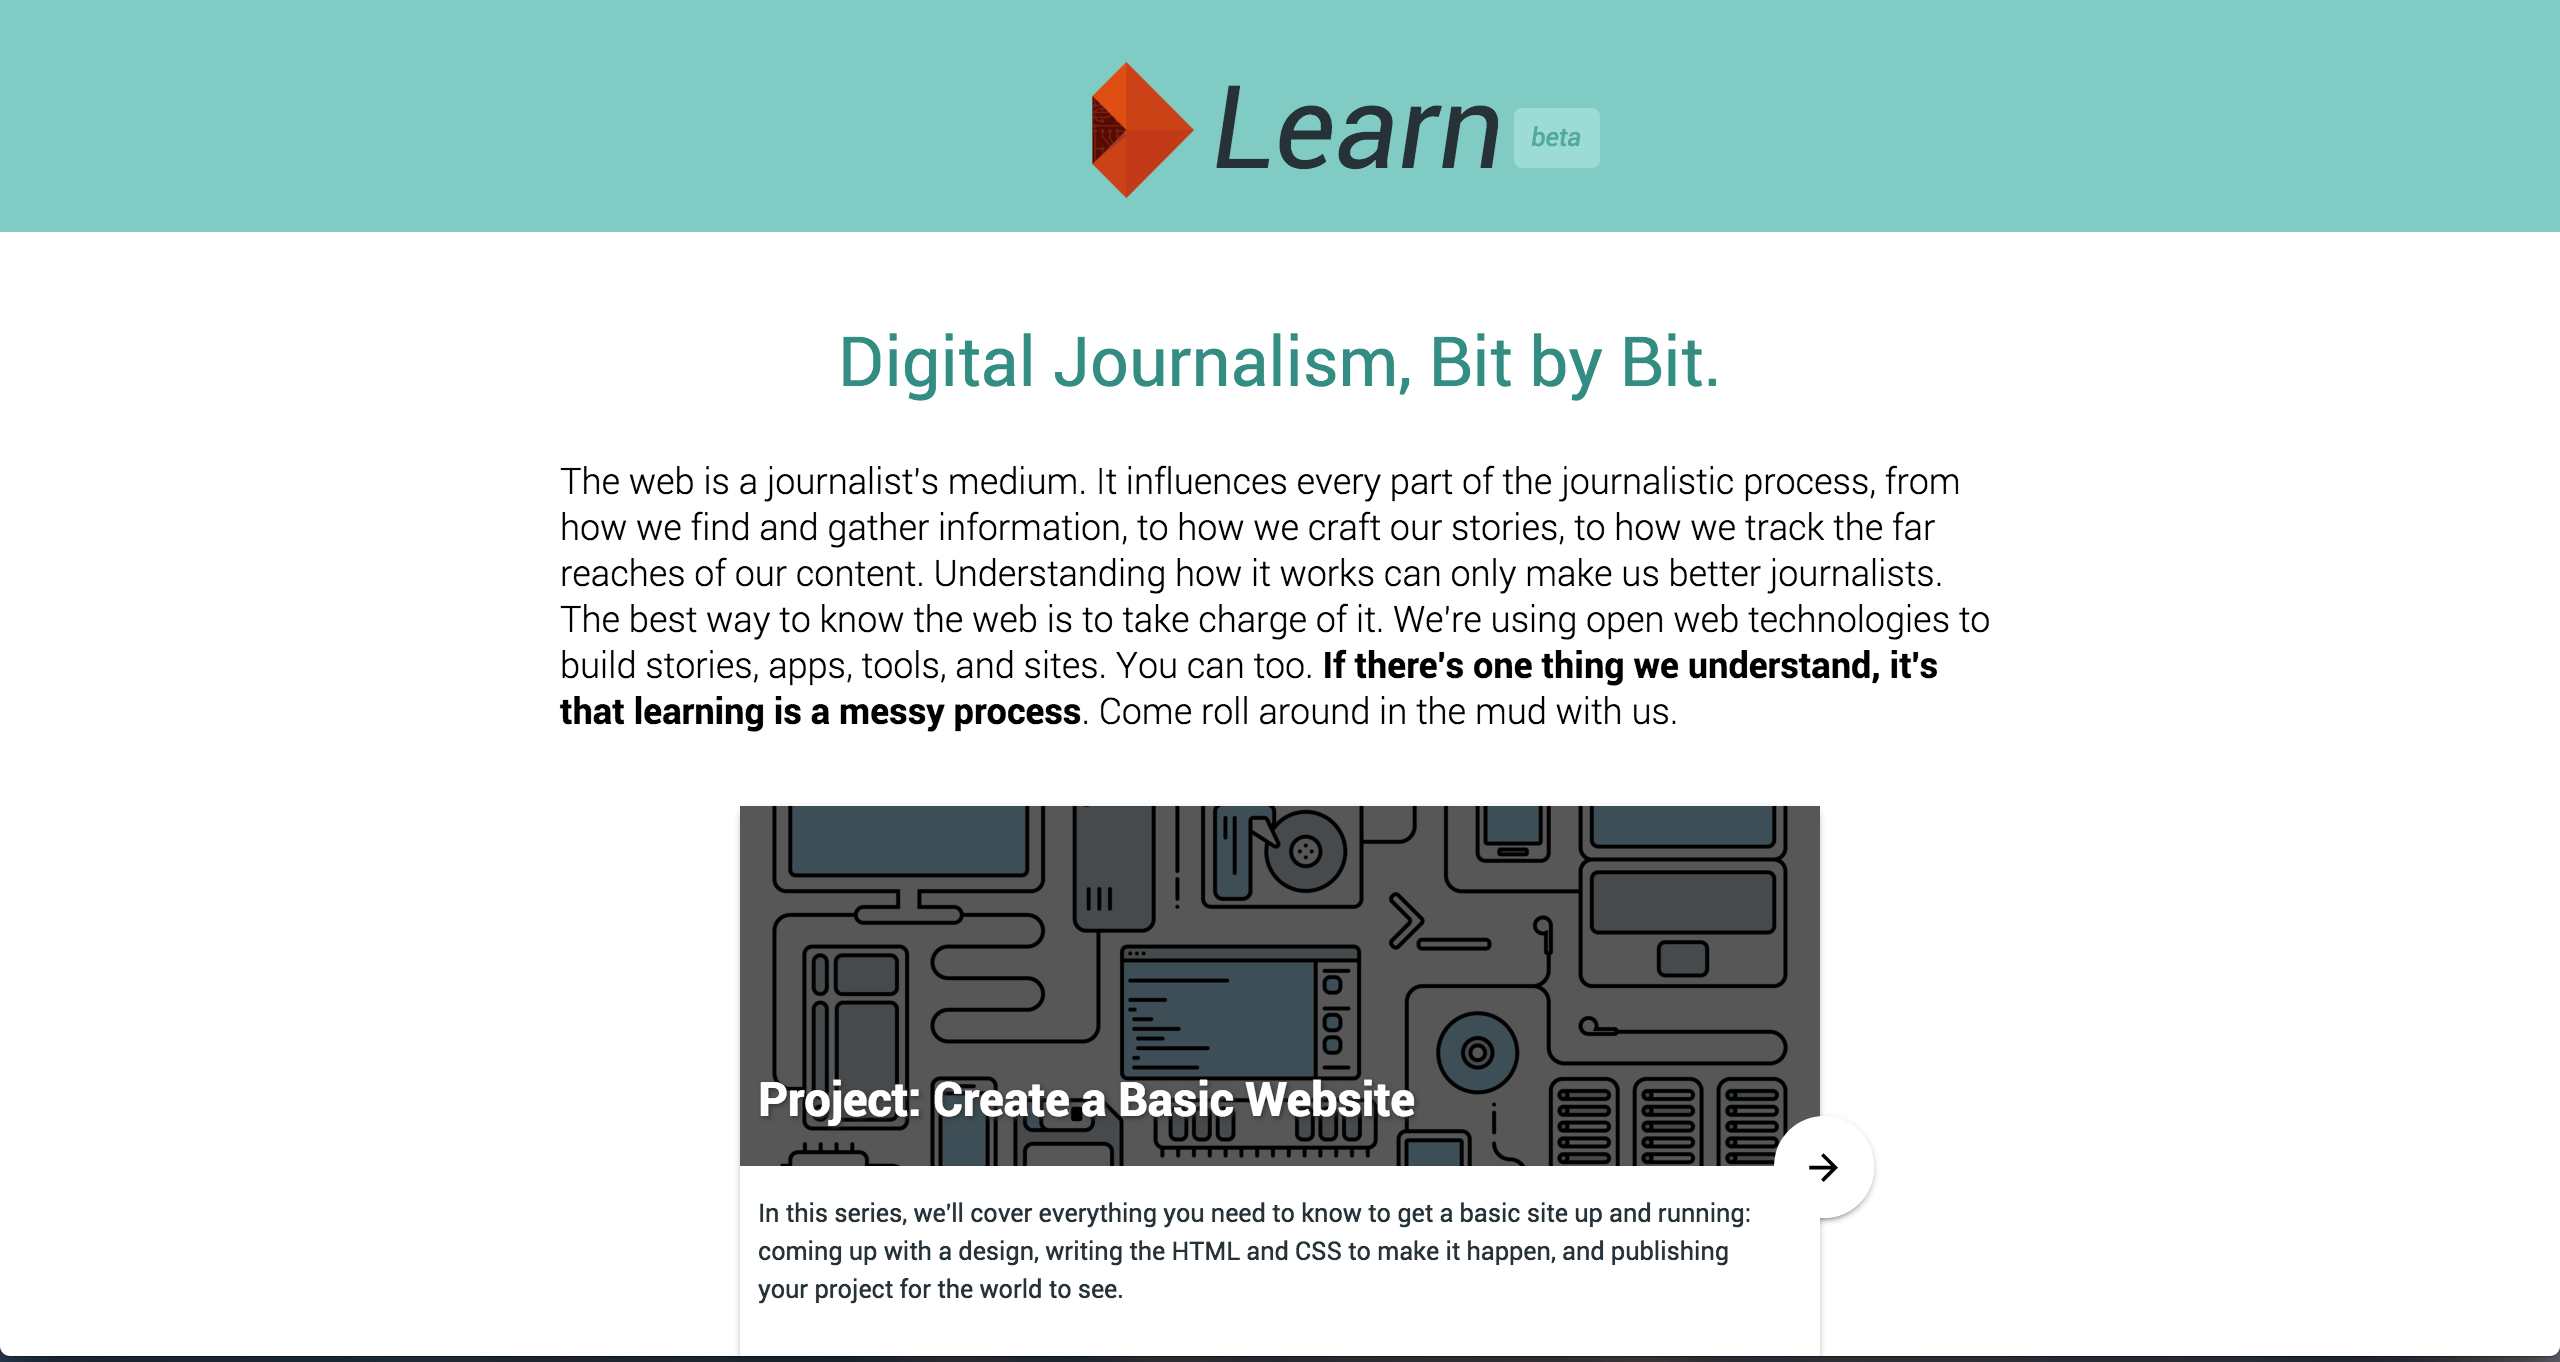 Learn beta
Digital Journalism, Bit by Bit.
The web is a journalist's medium. It influences every part of the journalistic process, from
how we find and gather information, to how we craft our stories, to how we track the far
reaches of our content. Understanding how it works can only make us better journalists.
The best way to know the web is to take charge of it. We're using open web technologies to
build stories, apps, tools, and sites. You can too. If there's one thing we understand, it's
that learning is a messy process. Come roll around in the mud with us.
Project: Create a Basic Website
In this series, we'll cover everything you need to know to get a basic site up and running:
coming up with a design, writing the HTML and CSS to make it happen, and publishing
your project for the world to see.